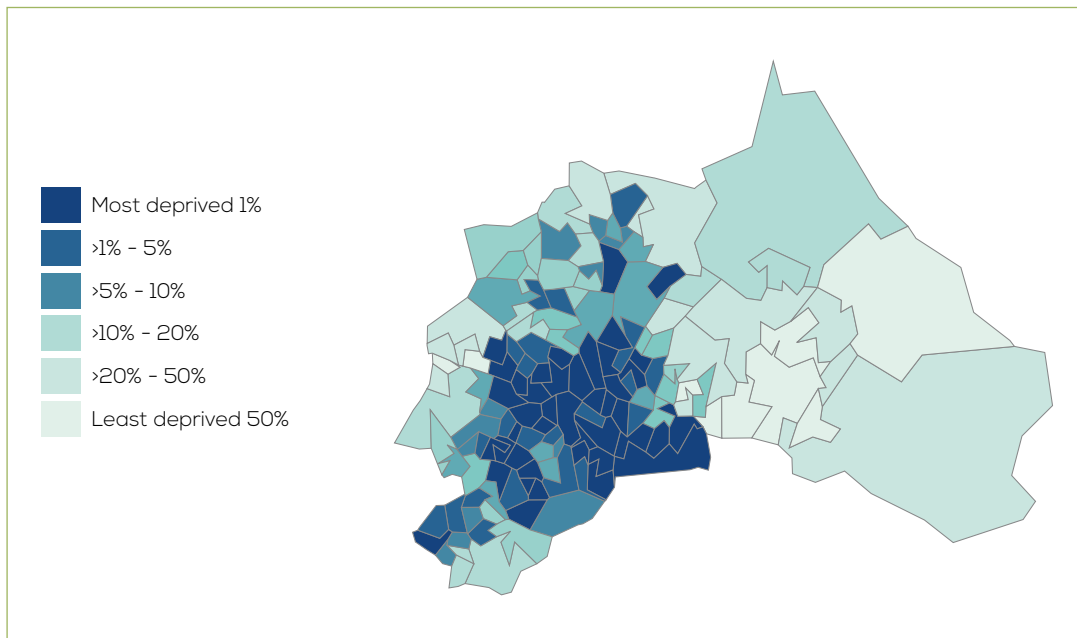 Most deprived 1%
>1% - 5%
>5% - 10%
>10% - 20%
>20% - 50%
Least deprived 50%